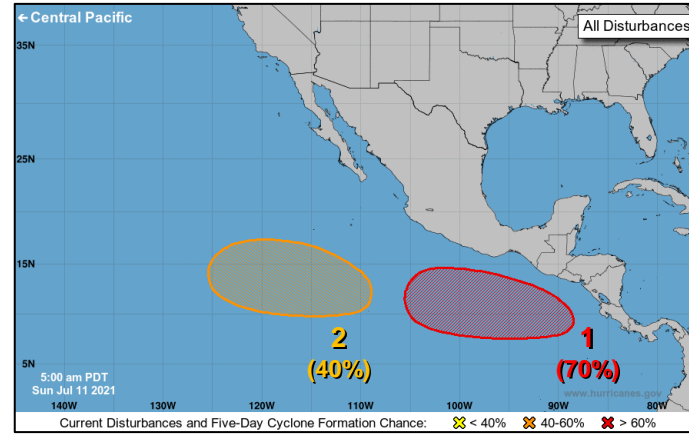 ← Central Pacific
All Disturbances
35N
25N
15N
5N
2
(40%)
1
(70%)
5:00 am PDT
Sun Jul 11 2021
www.hurricanes.gov
140W 130W 120W 110W 100W 90W 80W
Current Disturbances and Five-Day Cyclone Formation Chance: < 40% 40-60% > 60%